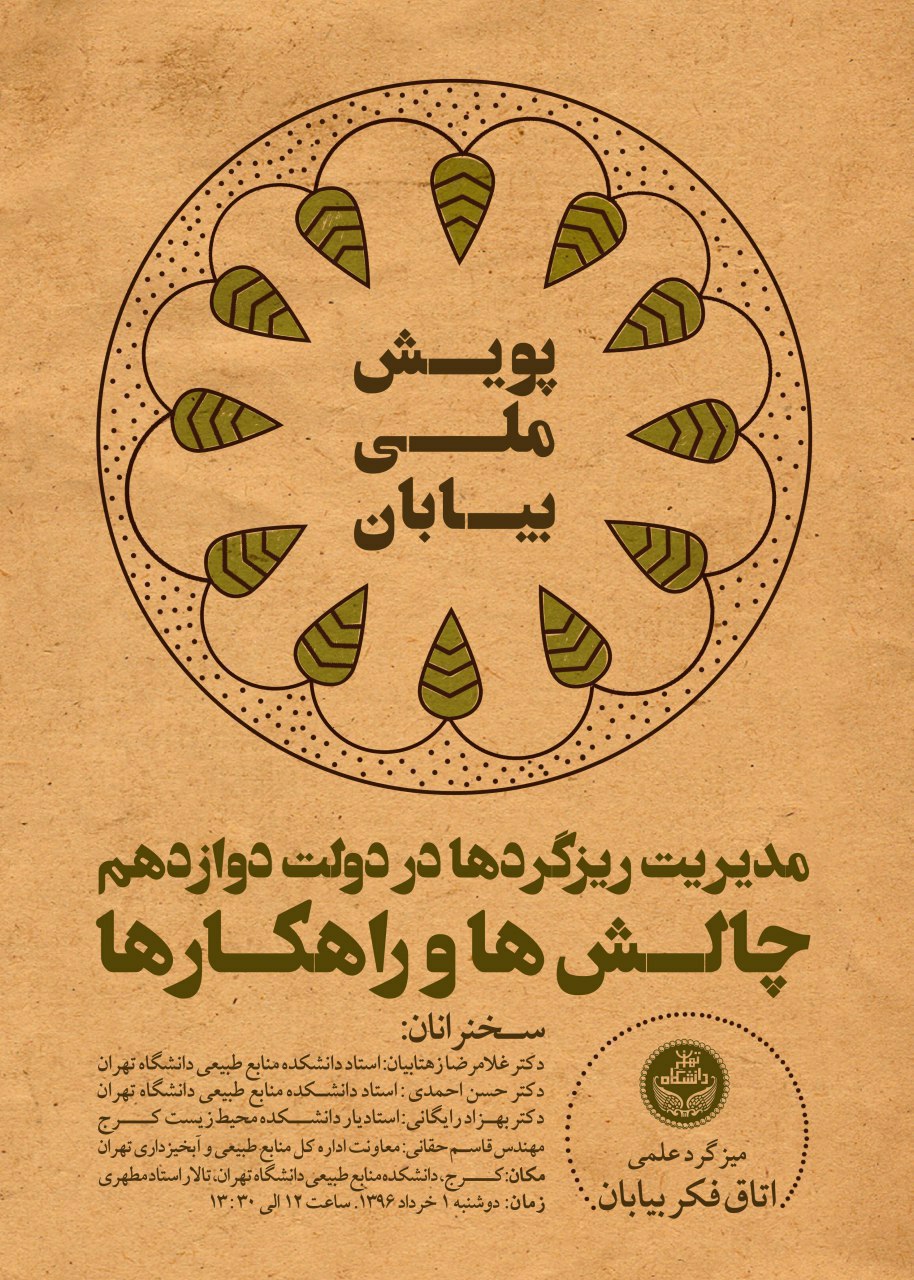 پویش
ملی
بیابان
مدیریت ریزگردها در دولت دوازدهم
چالش ها و راهکارها
سخنرانان:
دکتر غلامرضا زهتابیان: استاد دانشکده منابع طبیعی دانشگاه تهران
دکتر حسن احمدی : استاد دانشکده منابع طبیعی دانشگاه تهران
دکتر بهزاد رایگانی: استادیار دانشکده محیط زیست کرج
مهندس قاسم حقانی: معاونت اداره کل منابع طبیعی و آبخیزداری تهران
مکان: کرج، دانشکده منابع طبیعی دانشگاه تهران، تالار استاد مطهری
زمان: دوشنبه ۱ خرداد ۱۳۹۶. ساعت ۱۲ الی ۱۳:۳۰
دانشگاه
تهران
میزگرد علمی
اتاق فکر بیابان